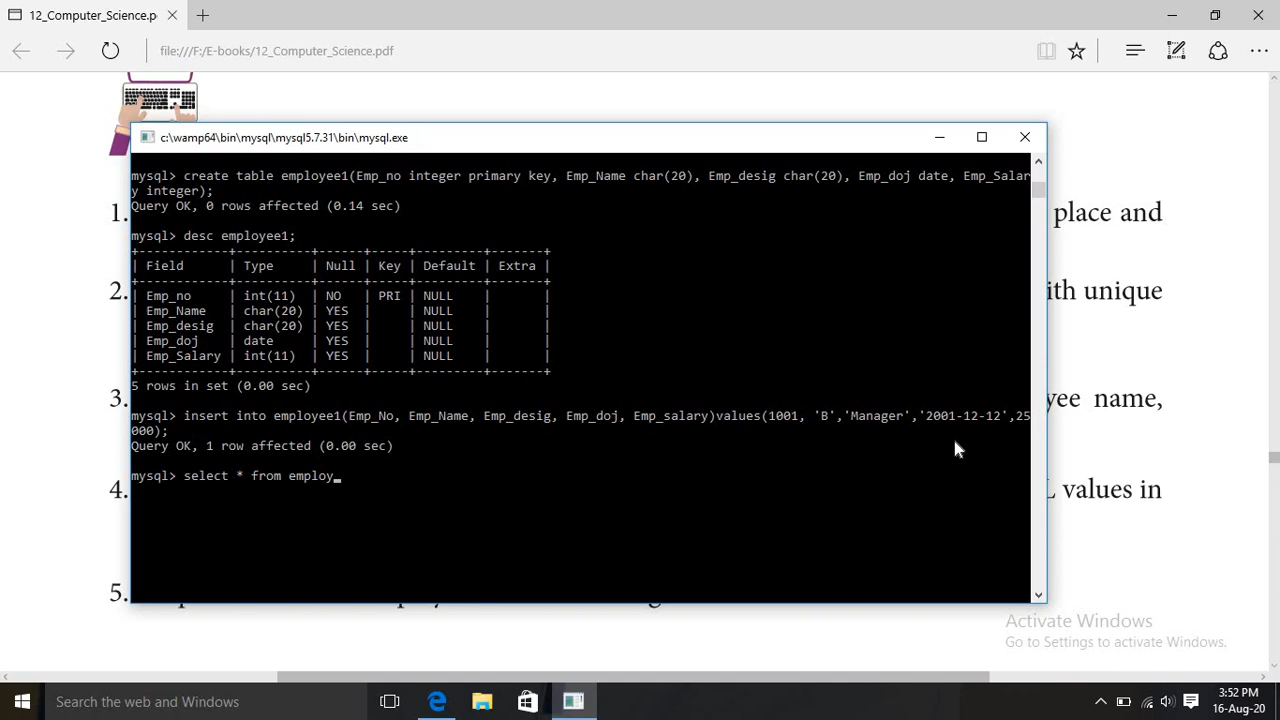 12_Computer_Science.p
file:///F:/E-books/12_Computer_Science.pdf
c:\wamp64\bin\mysql\mysql5.7.31\bin\mysql.exe
mysql> create table employee1(Emp_no integer primary key, Emp_Name char(20), Emp_desig char(20), Emp_doj date, Emp_Salar
y integer);
Query OK, 0 rows affected (0.14 sec)
mysql> desc employee1;
+-----------+----------+------+-----+---------+-------+
| Field | Type | Null | Key | Default | Extra |
+-----------+----------+------+-----+---------+-------+
| Emp_no | int(11) | NO | PRI | NULL | |
| Emp_Name | char(20) | YES | | NULL | |
| Emp_desig | char(20) | YES | | NULL | |
| Emp_doj | date | YES | | NULL | |
| Emp_Salary | int(11) | YES | | NULL | |
+-----------+----------+------+-----+---------+-------+
5 rows in set (0.00 sec)
mysql> insert into employee1(Emp_No, Emp_Name, Emp_desig, Emp_doj, Emp_salary)values(1001, 'B','Manager','2001-12-12',25
000);
Query OK, 1 row affected (0.00 sec)
mysql> select * from employ_
1. place and
2. ith unique
3. yee name,
4. L values in
5.
Activate Windows
Go to Settings to activate Windows.
Search the web and Windows
3:52 PM
16-Aug-20